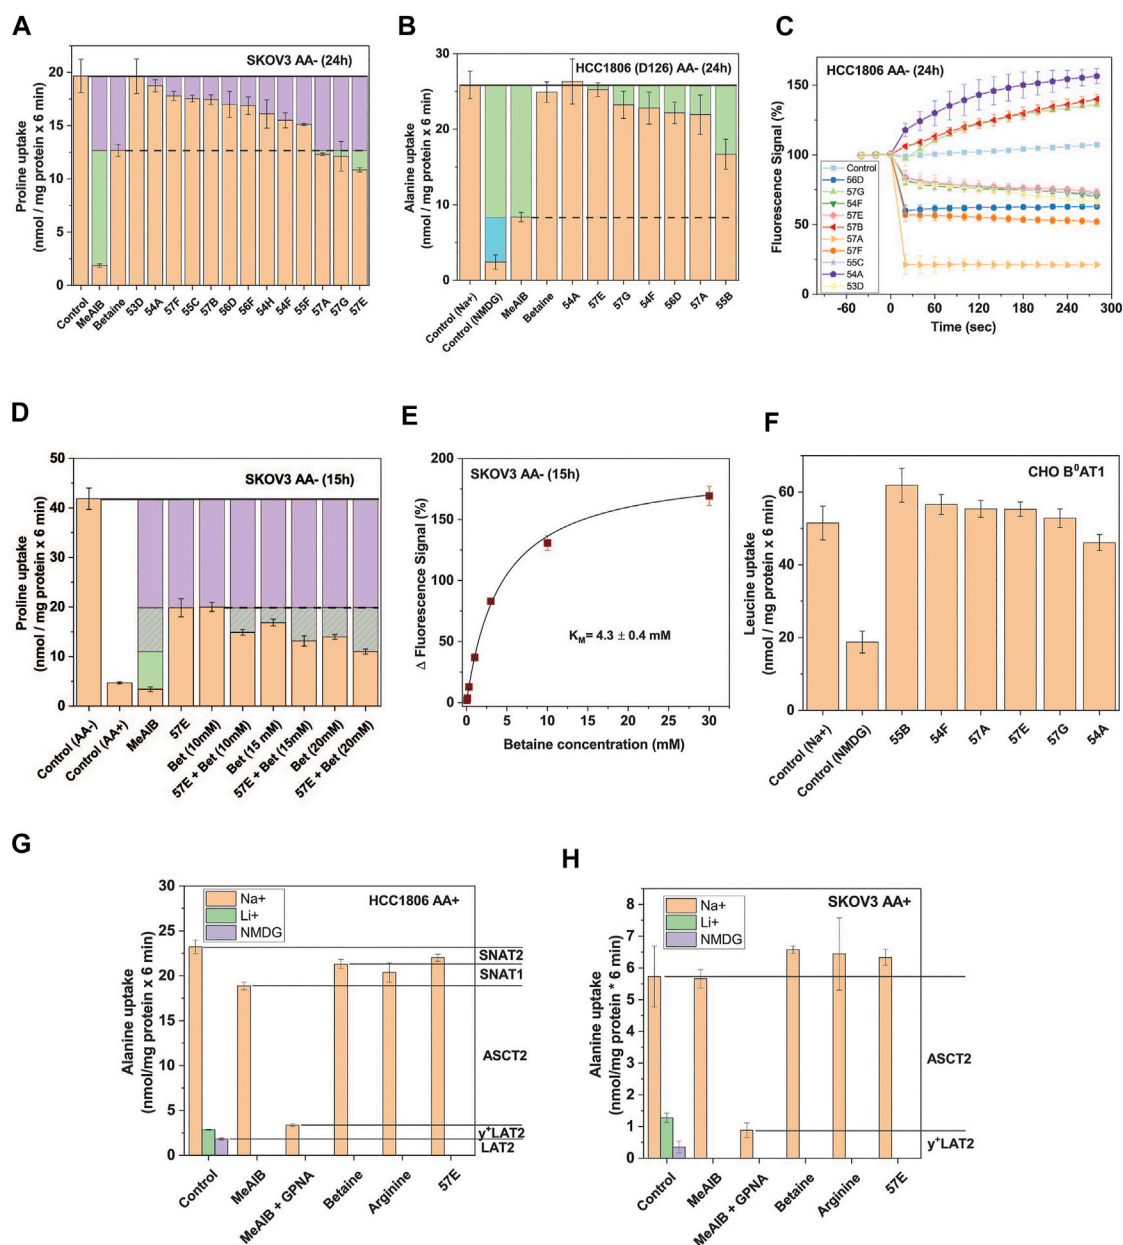 A
SKOV3 AA- (24h)
Proline uptake
(nmol / mg protein x 6 min)
20
15
10
5
0
Control
MeAIB
Betaine
53D
54A
57F
55C
57B
56D
56F
54H
54F
55F
57A
57G
57E
B
HCC1806 (D126) AA- (24h)
Alanine uptake
(nmol / mg protein x 6 min)
30
20
10
0
Control (Na+)
Control (NMDG)
MeAIB
Betaine
54A
57E
57G
54F
56D
57A
55B
C
HCC1806 AA- (24h)
Fluorescence Signal (%)
150
100
50
0
Control
56D
57G
54F
57E
57B
57A
57F
55C
54A
53D
-60
0
60
120
180
240
300
Time (sec)
D
SKOV3 AA- (15h)
Proline uptake
(nmol / mg protein x 6 min)
50
40
30
20
10
0
Control (AA-)
Control (AA+)
MeAIB
57E
Bet (10mM)
57E + Bet (10mM)
Bet (15 mM)
57E + Bet (15mM)
Bet (20mM)
57E + Bet (20mM)
E
SKOV3 AA- (15h)
Δ Fluorescence Signal (%)
200
150
100
50
0
K_M= 4.3 ± 0.4 mM
0
5
10
15
20
25
30
Betaine concentration (mM)
F
CHO B⁰AT1
Leucine uptake
(nmol / mg protein x 6 min)
60
40
20
0
Control (Na+)
Control (NMDG)
55B
54F
57A
57E
57G
54A
G
HCC1806 AA+
Na+
Li+
NMDG
Alanine uptake
(nmol/mg protein x 6 min)
30
25
20
15
10
5
0
SNAT2
SNAT1
ASCT2
y⁺LAT2
LAT2
Control
MeAIB
MeAIB + GPNA
Betaine
Arginine
57E
H
SKOV3 AA+
Na+
Li+
NMDG
Alanine uptake
(nmol/mg protein * 6 min)
8
7
6
5
4
3
2
1
0
ASCT2
y⁺LAT2
Control
MeAIB
MeAIB + GPNA
Betaine
Arginine
57E